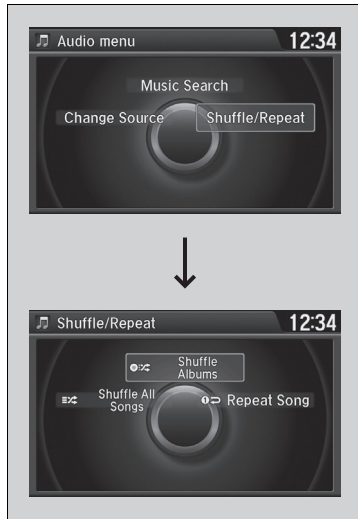 Audio menu 12:34
Music Search
Change Source Shuffle/Repeat
Shuffle/Repeat 12:34
Shuffle
Albums
Shuffle All
Songs
Repeat Song